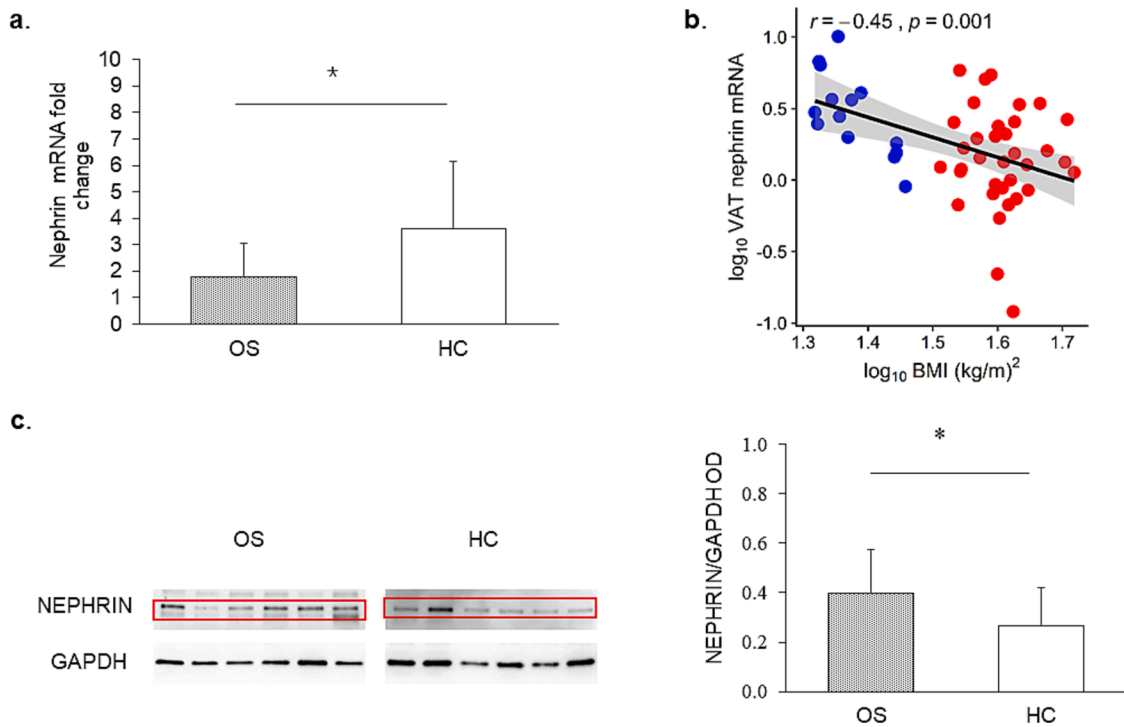 a.
Nephrin mRNA fold
change
10
9
8
7
6
5
4
3
2
1
0
*
OS
HC
b.
r = −0.45 , p = 0.001
log₁₀ VAT nephrin mRNA
1.0
0.5
0.0
-0.5
-1.0
1.3
1.4
1.5
1.6
1.7
log₁₀ BMI (kg/m)²
c.
OS
HC
NEPHRIN
GAPDH
NEPHRIN/GAPDH OD
1.0
0.8
0.6
0.4
0.2
0.0
*
OS
HC